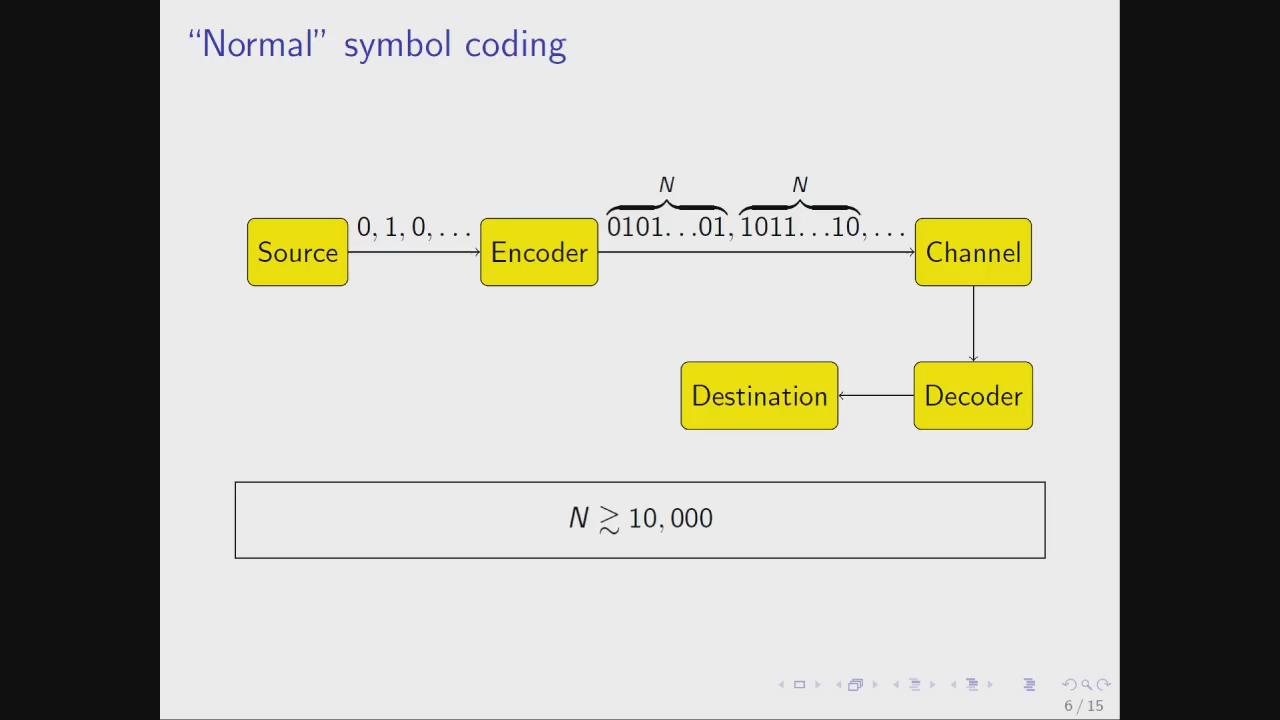 “Normal” symbol coding
N N
Source 0, 1, 0, . . . Encoder 0101. . .01, 1011. . .10, . . . Channel
Destination Decoder
N ≳ 10, 000
6 / 15